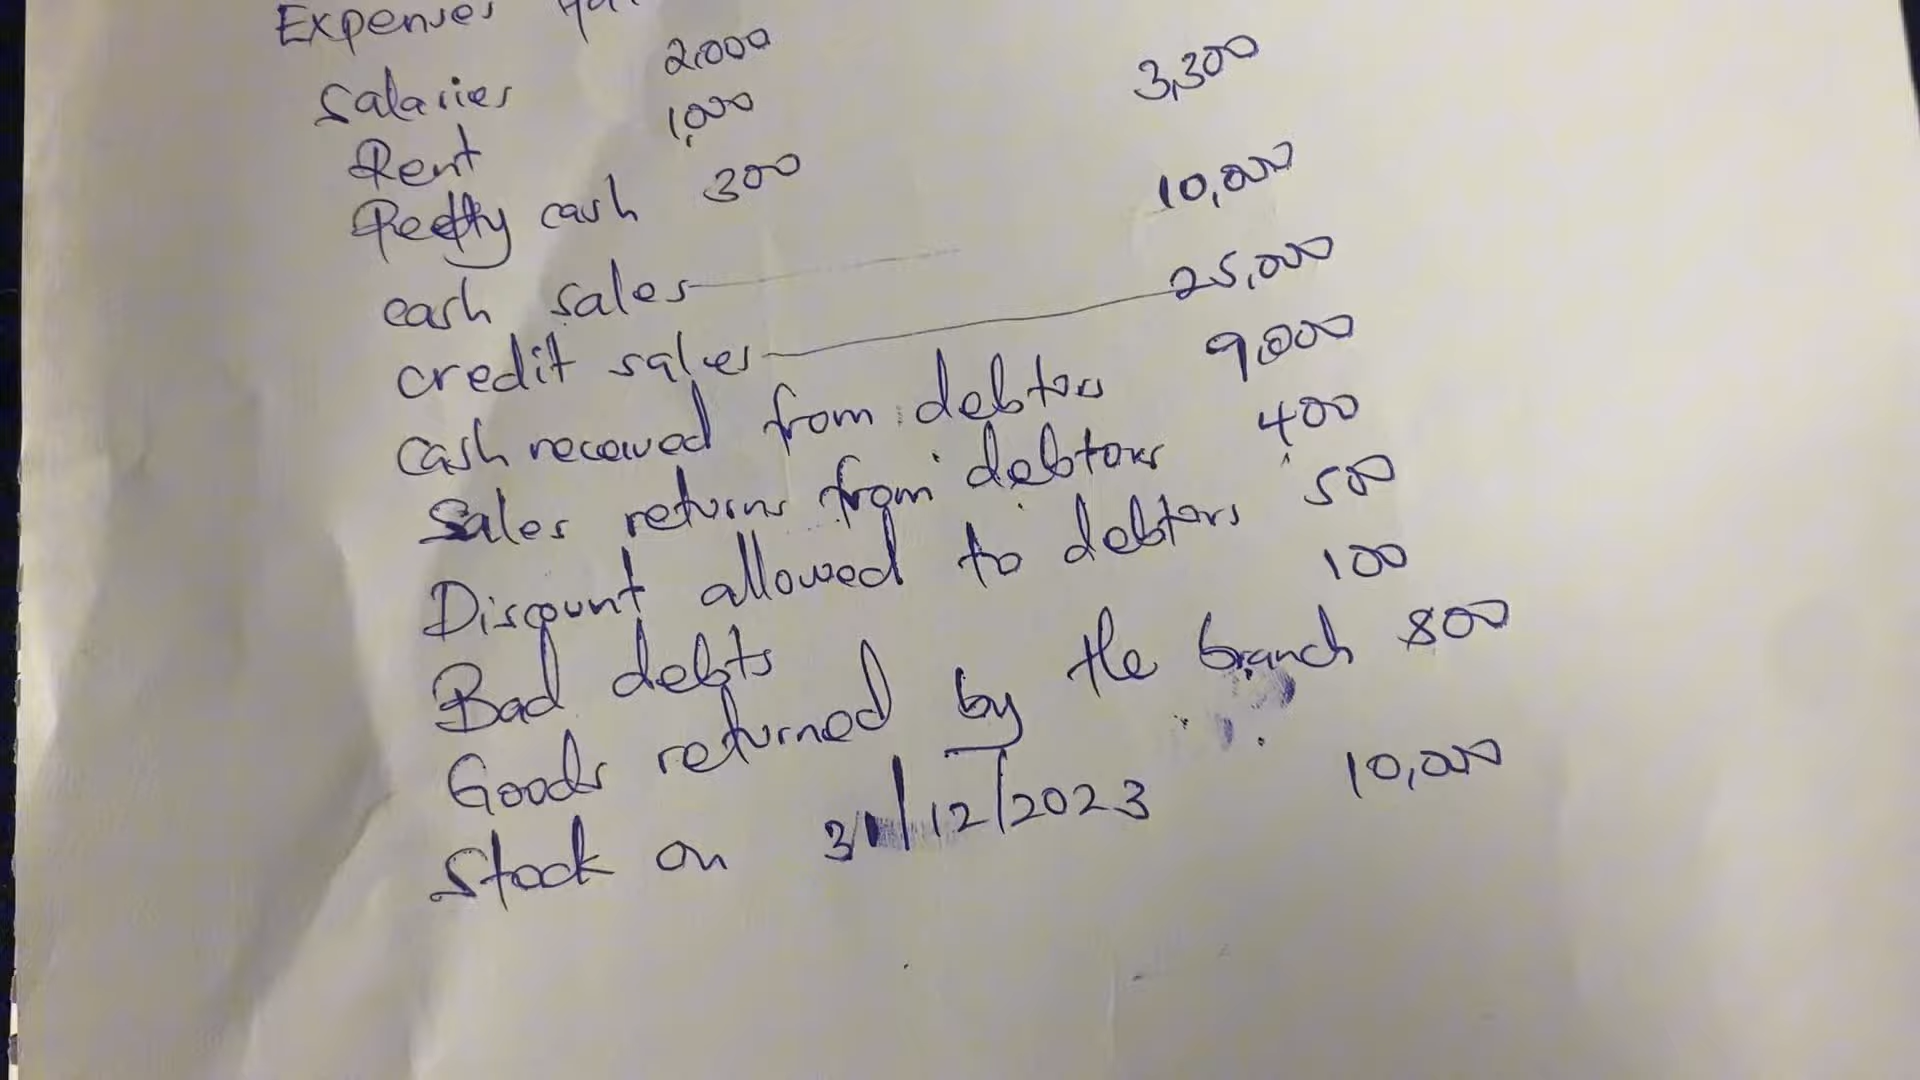 Expenses
Salaries 2,000
Rent 1,000 3,300
Peetty cash 300
cash sales 10,000
credit sales 25,000
cash received from debtors 9,000
Sales returns from debtors 400
Discount allowed to debtors 500
Bad debts 100
Goods returned by the branch 800
Stock on 31/12/2023 10,000